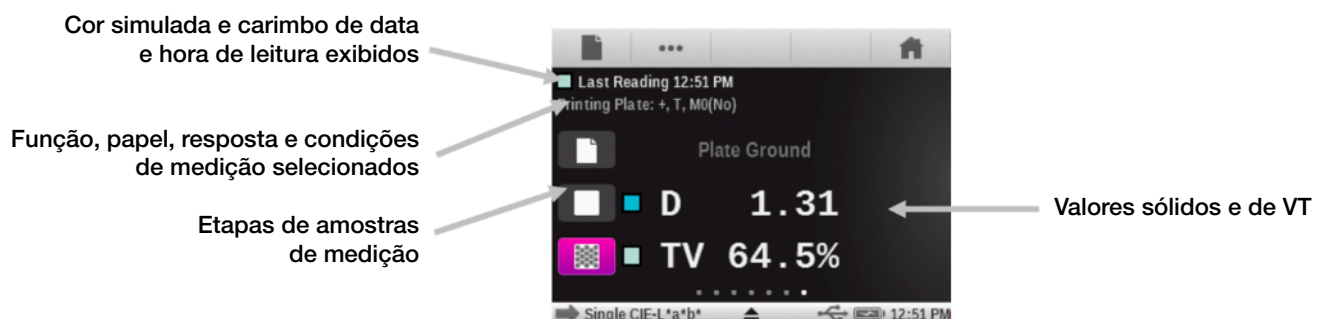 Cor simulada e carimbo de data
e hora de leitura exibidos
Função, papel, resposta e condições
de medição selecionados
Etapas de amostras
de medição
Last Reading 12:51 PM
Printing Plate: +, T, M0(No)
Plate Ground
D 1.31
TV 64.5%
Single CIE-L*a*b* 12:51 PM
Valores sólidos e de VT